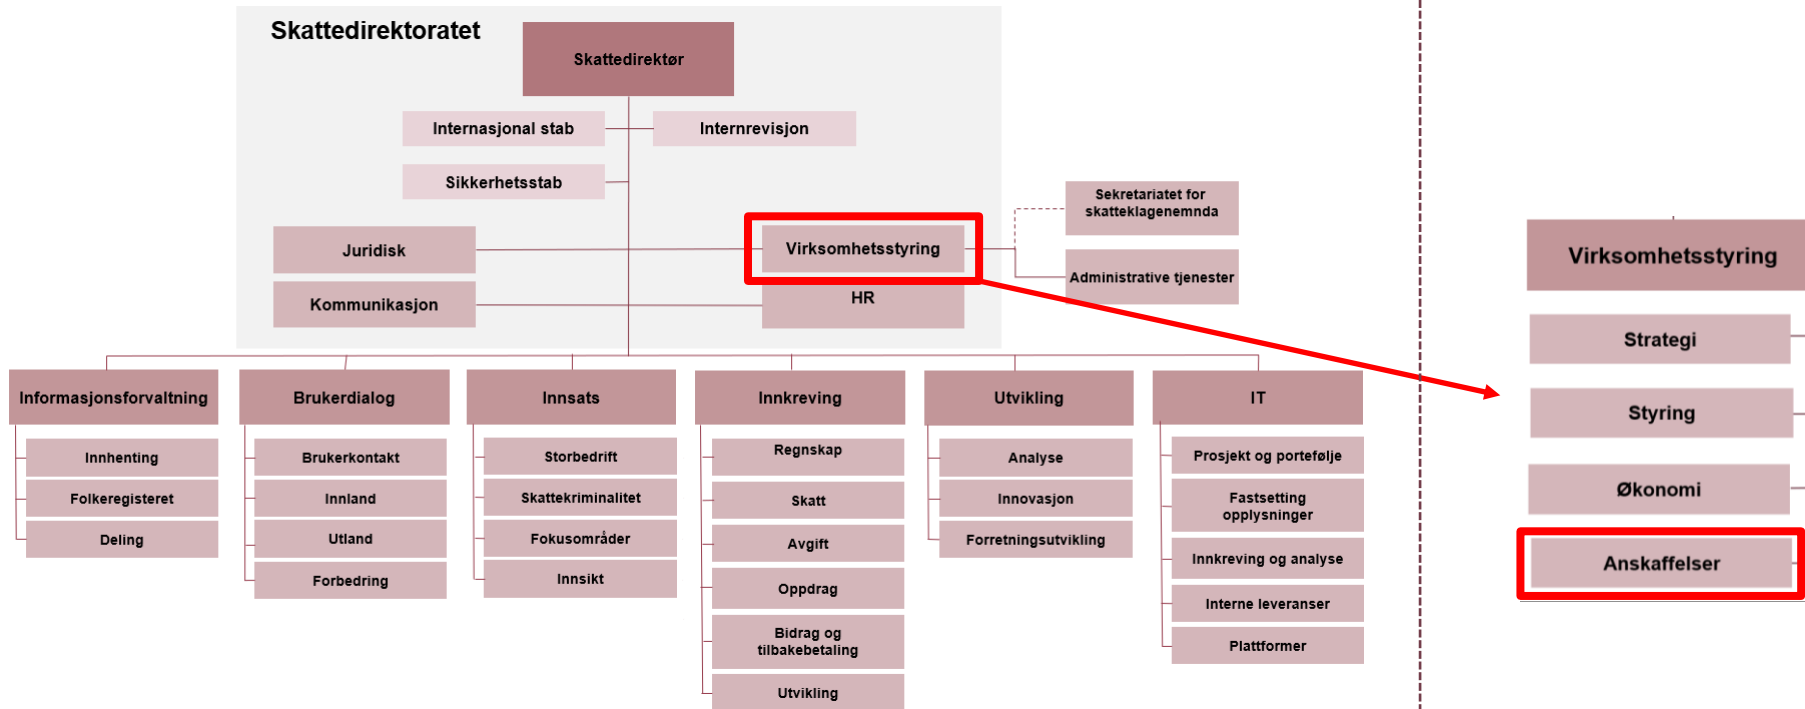 Skattedirektoratet
Skattedirektør
Internasjonal stab
Internrevisjon
Sikkerhetsstab
Sekretariatet for
skatteklagenemnda
Juridisk
Virksomhetsstyring
Administrative tjenester
Kommunikasjon
HR
Informasjonsforvaltning
Innhenting
Folkeregisteret
Deling
Brukerdialog
Brukerkontakt
Innland
Utland
Forbedring
Innsats
Storbedrift
Skattekriminalitet
Fokusområder
Innsikt
Innkreving
Regnskap
Skatt
Avgift
Oppdrag
Bidrag og
tilbakebetaling
Utvikling
Utvikling
Analyse
Innovasjon
Forretningsutvikling
IT
Prosjekt og portefølje
Fastsetting
opplysninger
Innkreving og analyse
Interne leveranser
Plattformer
Virksomhetsstyring
Strategi
Styring
Økonomi
Anskaffelser